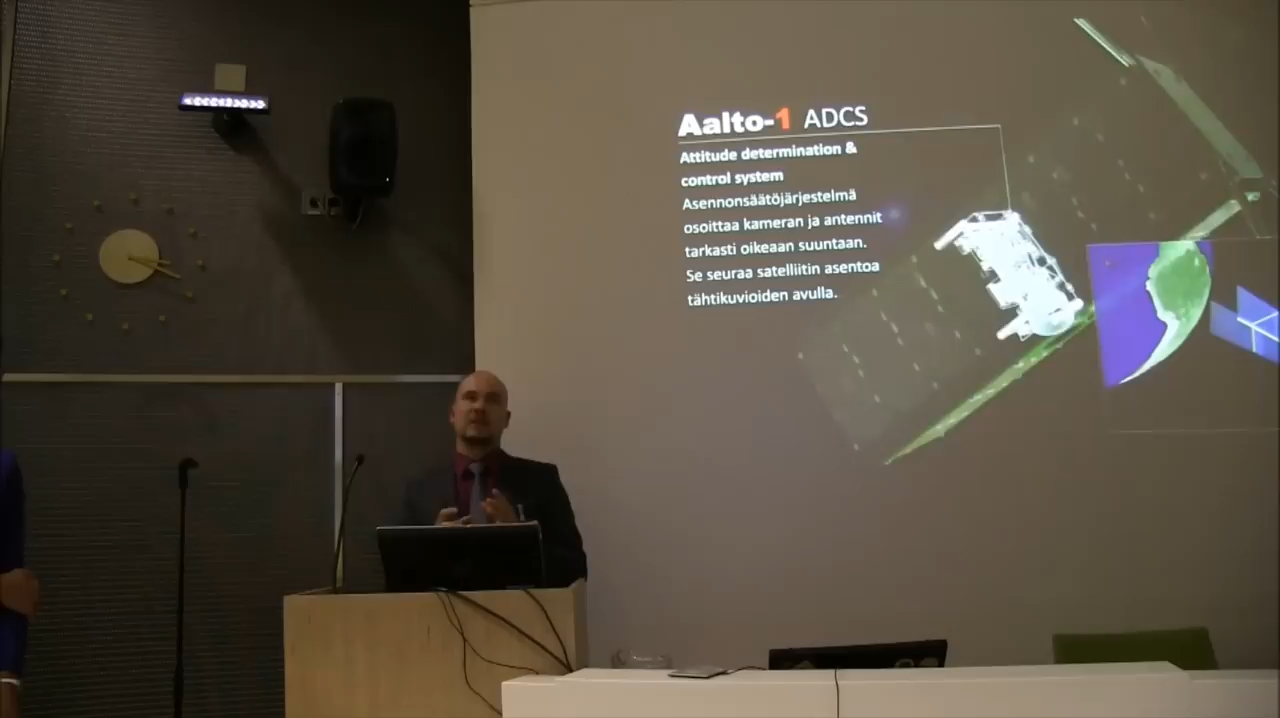 Aalto-1 ADCS
Attitude determination &
control system
Asennonsäätöjärjestelmä
osoittaa kameran ja antennit
tarkasti oikeaan suuntaan.
Se seuraa satelliitin asentoa
tähtikuvioiden avulla.